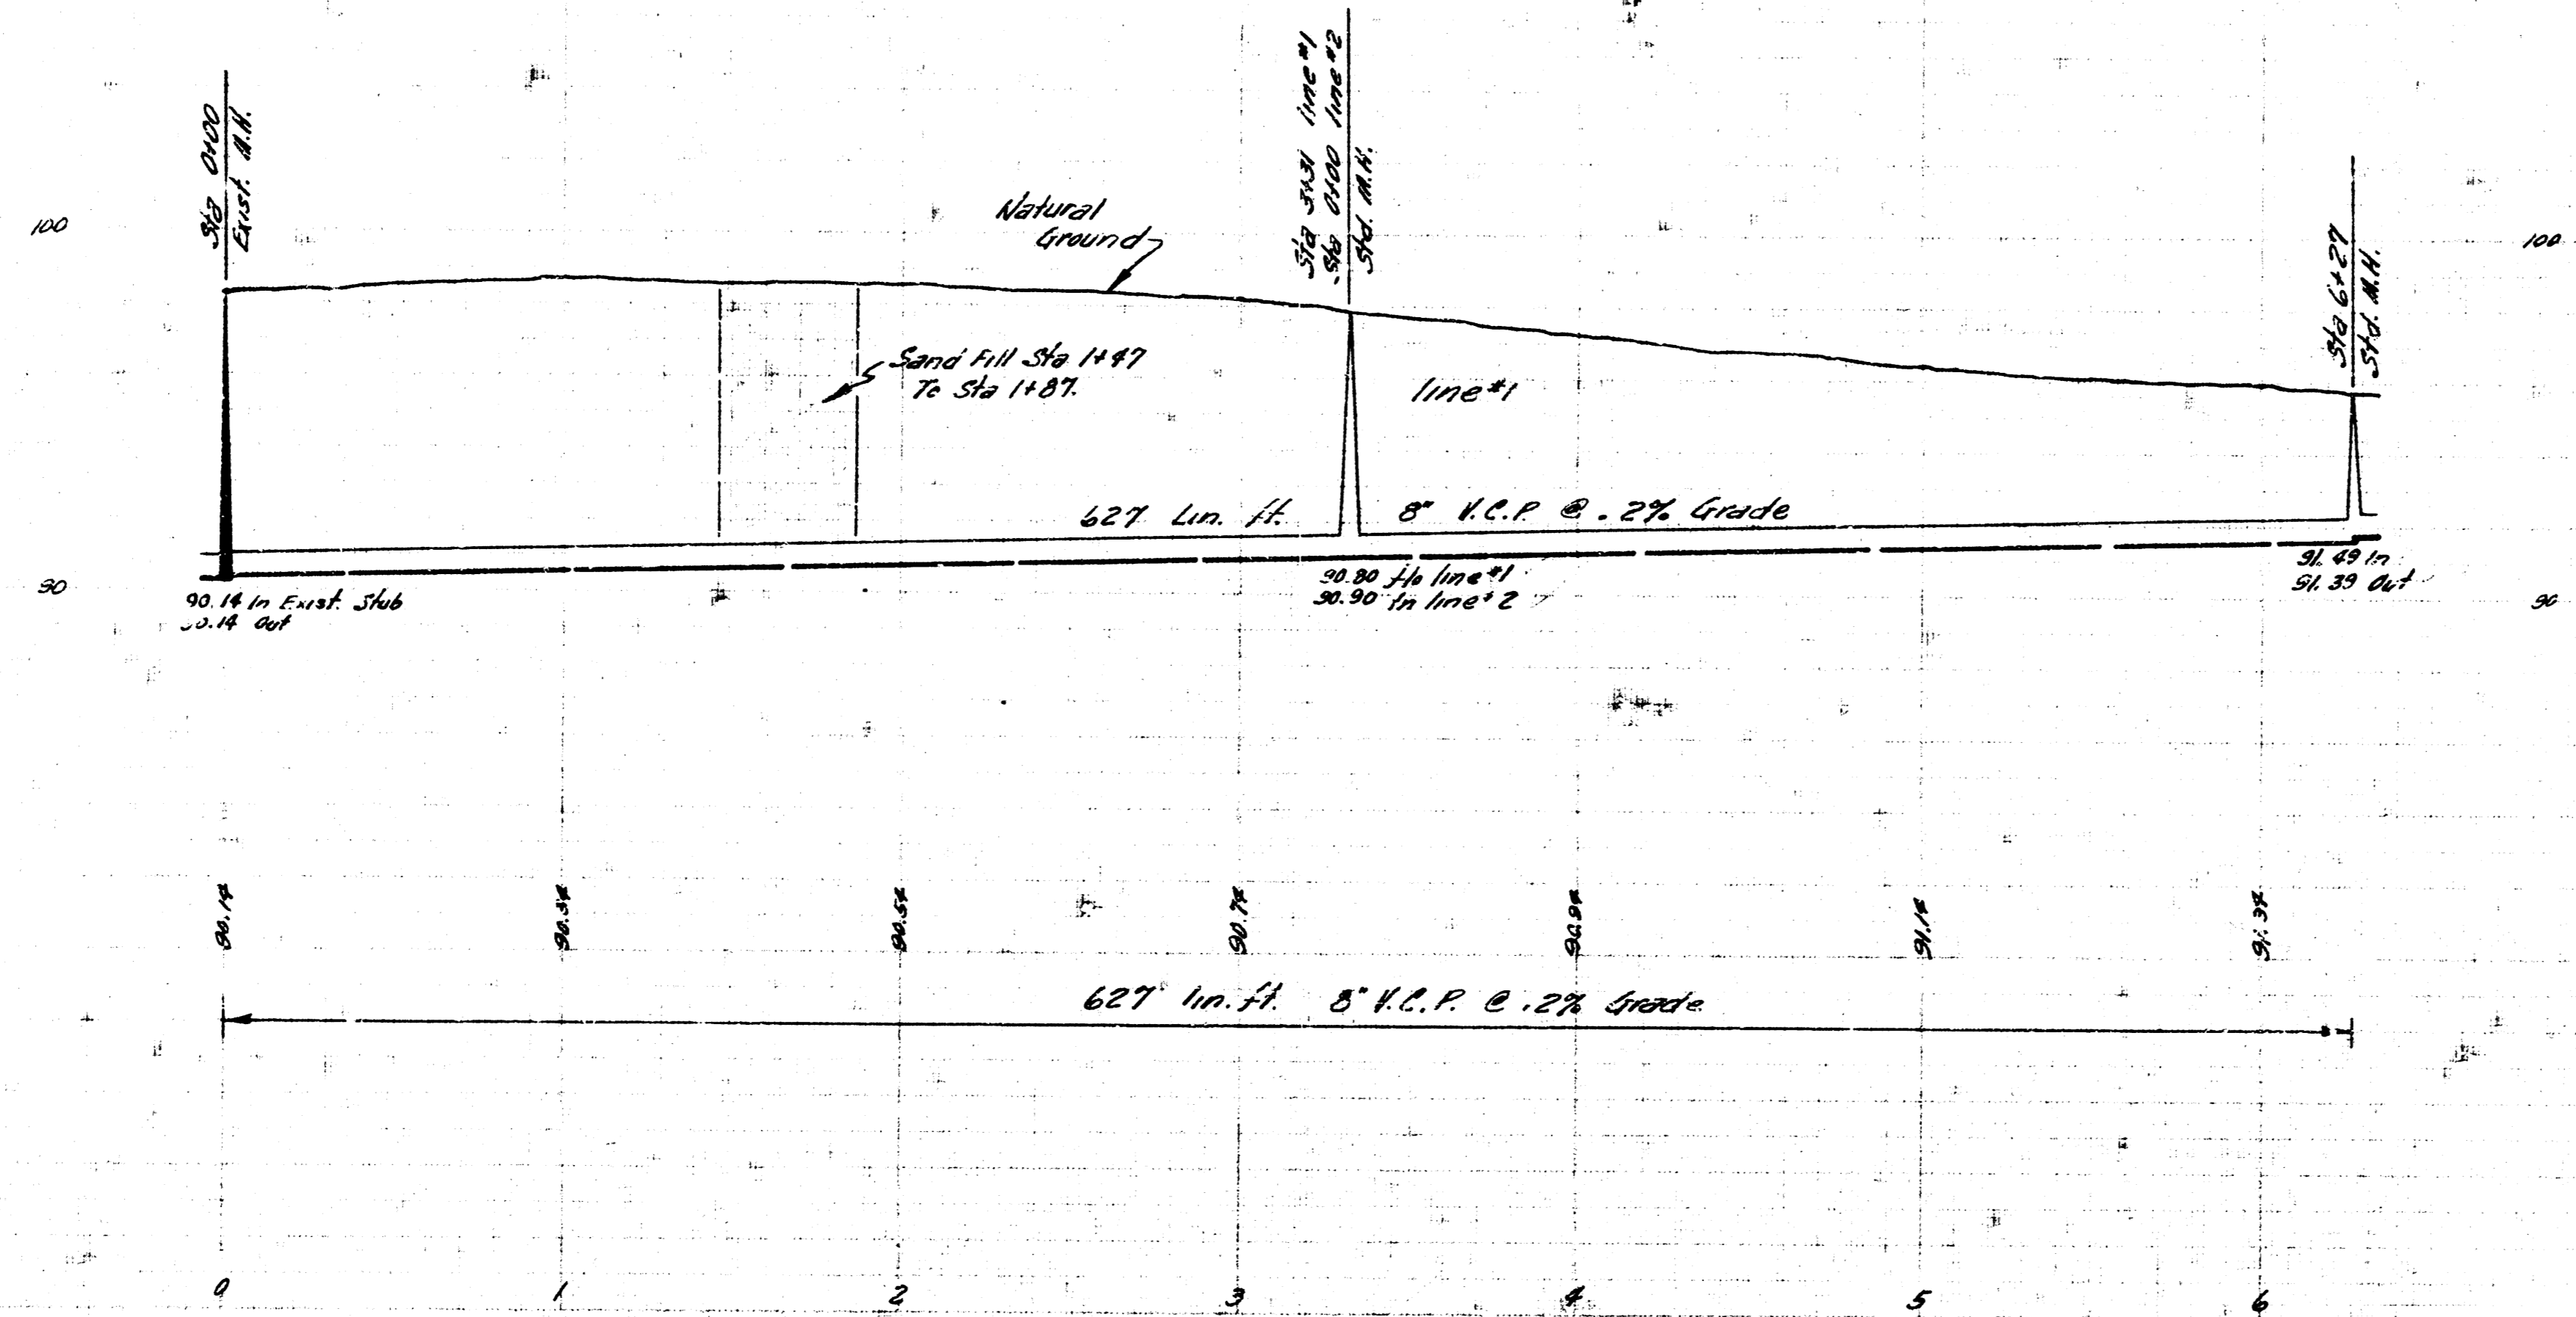 Sta 0+00
Exist. M.H.
Sta 3+31 line #1
Sta 0+00 line #2
Std. M.H.
Sta 6+27
Std. M.H.
100
100
Natural
Ground
Sand Fill Sta 1+47
To Sta 1+87.
line #1
627 Lin. ft. 8" V.C.P. @ .2% Grade
90
90
90.14 In Exist. Stub
90.14 Out
90.80 line #1
90.90 In line #2
91.49 In
91.39 Out
90.14
90.34
90.54
90.74
90.94
91.14
91.34
627 lin. ft. 8" V.C.P. @ .2% Grade
0
1
2
3
4
5
6